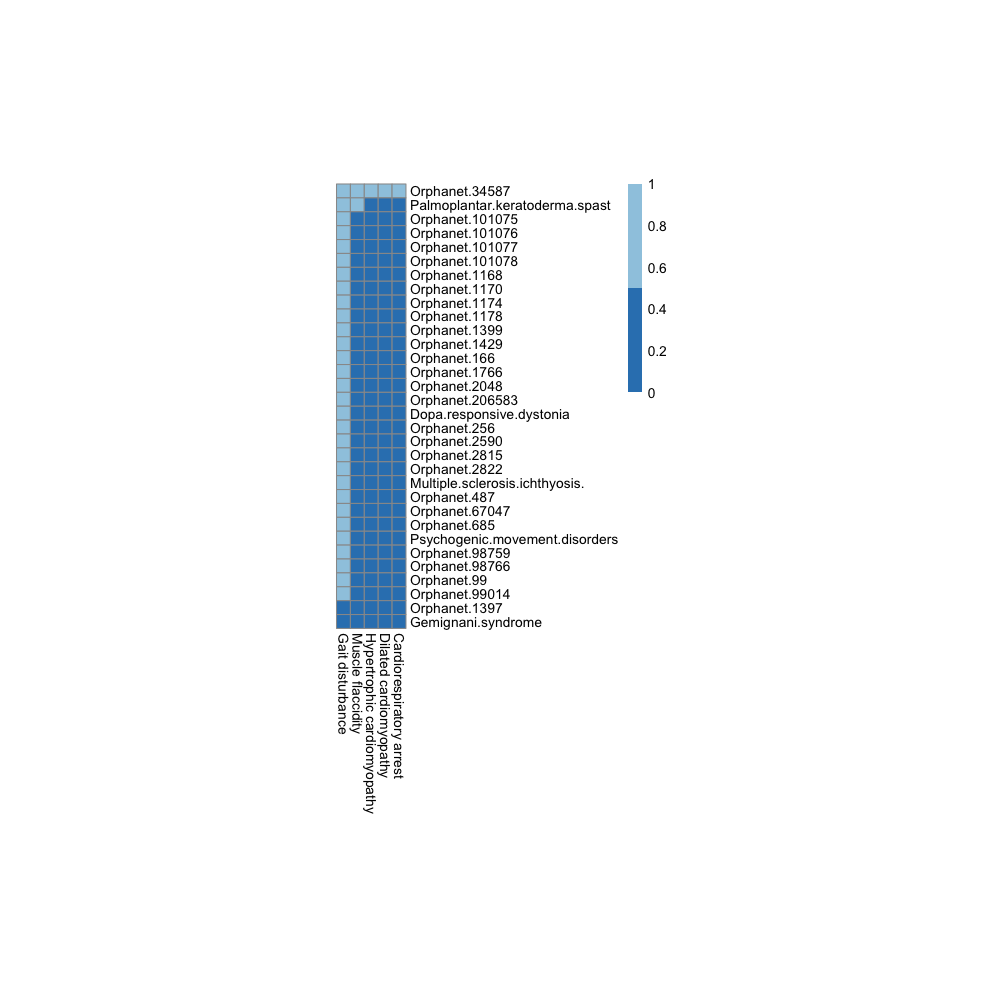 Orphanet.34587
Palmoplantar.keratoderma.spast
Orphanet.101075
Orphanet.101076
Orphanet.101077
Orphanet.101078
Orphanet.1168
Orphanet.1170
Orphanet.1174
Orphanet.1178
Orphanet.1399
Orphanet.1429
Orphanet.166
Orphanet.1766
Orphanet.2048
Orphanet.206583
Dopa.responsive.dystonia
Orphanet.256
Orphanet.2590
Orphanet.2815
Orphanet.2822
Multiple.sclerosis.ichthyosis.
Orphanet.487
Orphanet.67047
Orphanet.685
Psychogenic.movement.disorders
Orphanet.98759
Orphanet.98766
Orphanet.99
Orphanet.99014
Orphanet.1397
Gemignani.syndrome
1
0.8
0.6
0.4
0.2
0
Gait disturbance
Muscle flaccidity
Hypertrophic cardiomyopathy
Dilated cardiomyopathy
Cardiorespiratory arrest